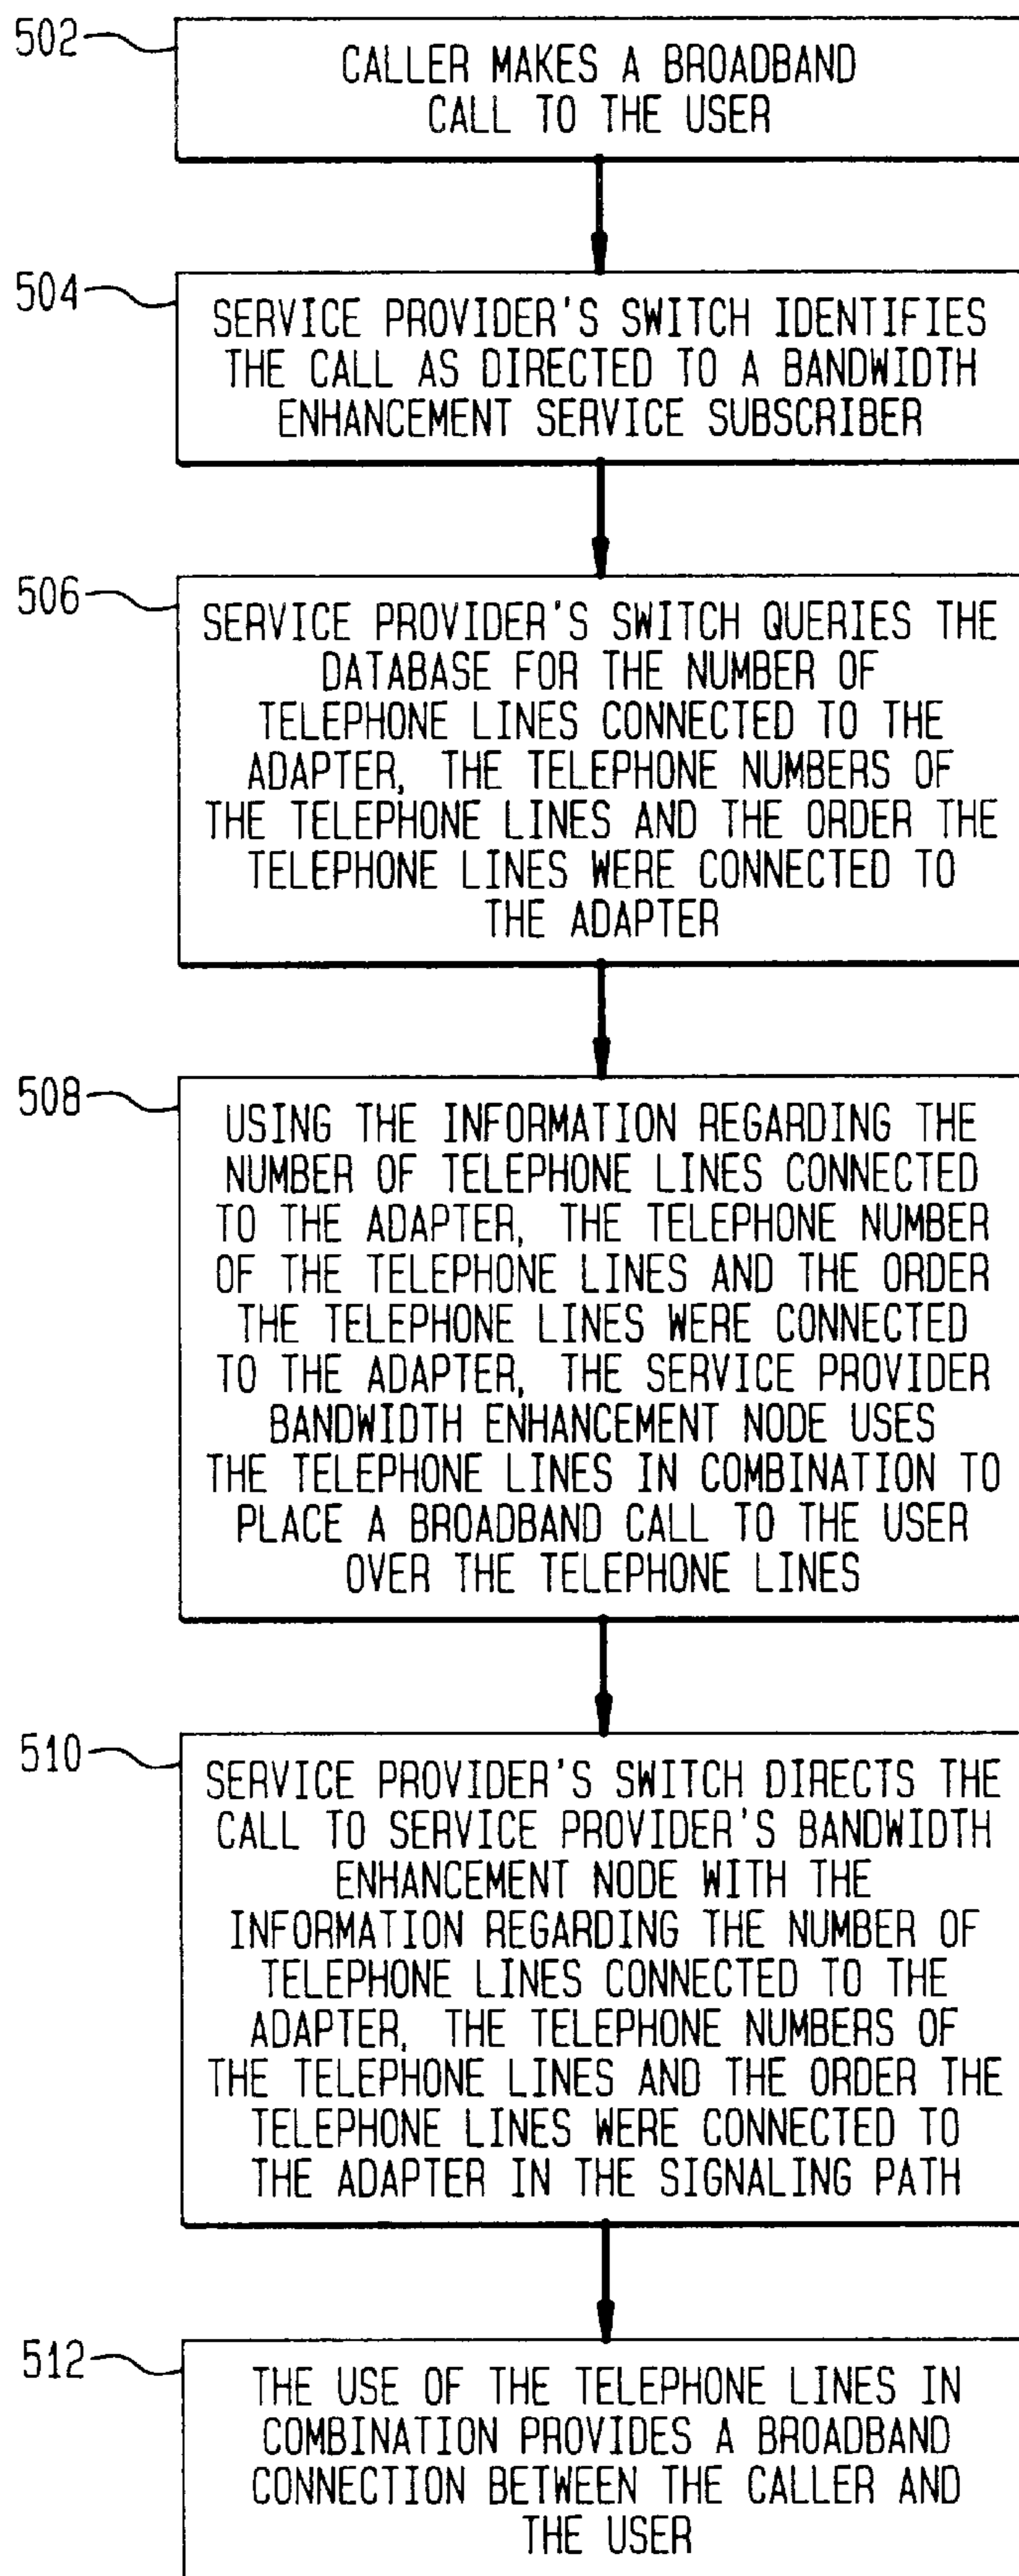 502
CALLER MAKES A BROADBAND
CALL TO THE USER
504
SERVICE PROVIDER'S SWITCH IDENTIFIES
THE CALL AS DIRECTED TO A BANDWIDTH
ENHANCEMENT SERVICE SUBSCRIBER
506
SERVICE PROVIDER'S SWITCH QUERIES THE
DATABASE FOR THE NUMBER OF
TELEPHONE LINES CONNECTED TO THE
ADAPTER, THE TELEPHONE NUMBERS OF
THE TELEPHONE LINES AND THE ORDER THE
TELEPHONE LINES WERE CONNECTED TO
THE ADAPTER
508
USING THE INFORMATION REGARDING THE
NUMBER OF TELEPHONE LINES CONNECTED
TO THE ADAPTER, THE TELEPHONE NUMBER
OF THE TELEPHONE LINES AND THE ORDER
THE TELEPHONE LINES WERE CONNECTED
TO THE ADAPTER, THE SERVICE PROVIDER
BANDWIDTH ENHANCEMENT NODE USES
THE TELEPHONE LINES IN COMBINATION TO
PLACE A BROADBAND CALL TO THE USER
OVER THE TELEPHONE LINES
510
SERVICE PROVIDER'S SWITCH DIRECTS THE
CALL TO SERVICE PROVIDER'S BANDWIDTH
ENHANCEMENT NODE WITH THE
INFORMATION REGARDING THE NUMBER OF
TELEPHONE LINES CONNECTED TO THE
ADAPTER, THE TELEPHONE NUMBERS OF
THE TELEPHONE LINES AND THE ORDER THE
TELEPHONE LINES WERE CONNECTED TO
THE ADAPTER IN THE SIGNALING PATH
512
THE USE OF THE TELEPHONE LINES IN
COMBINATION PROVIDES A BROADBAND
CONNECTION BETWEEN THE CALLER AND
THE USER